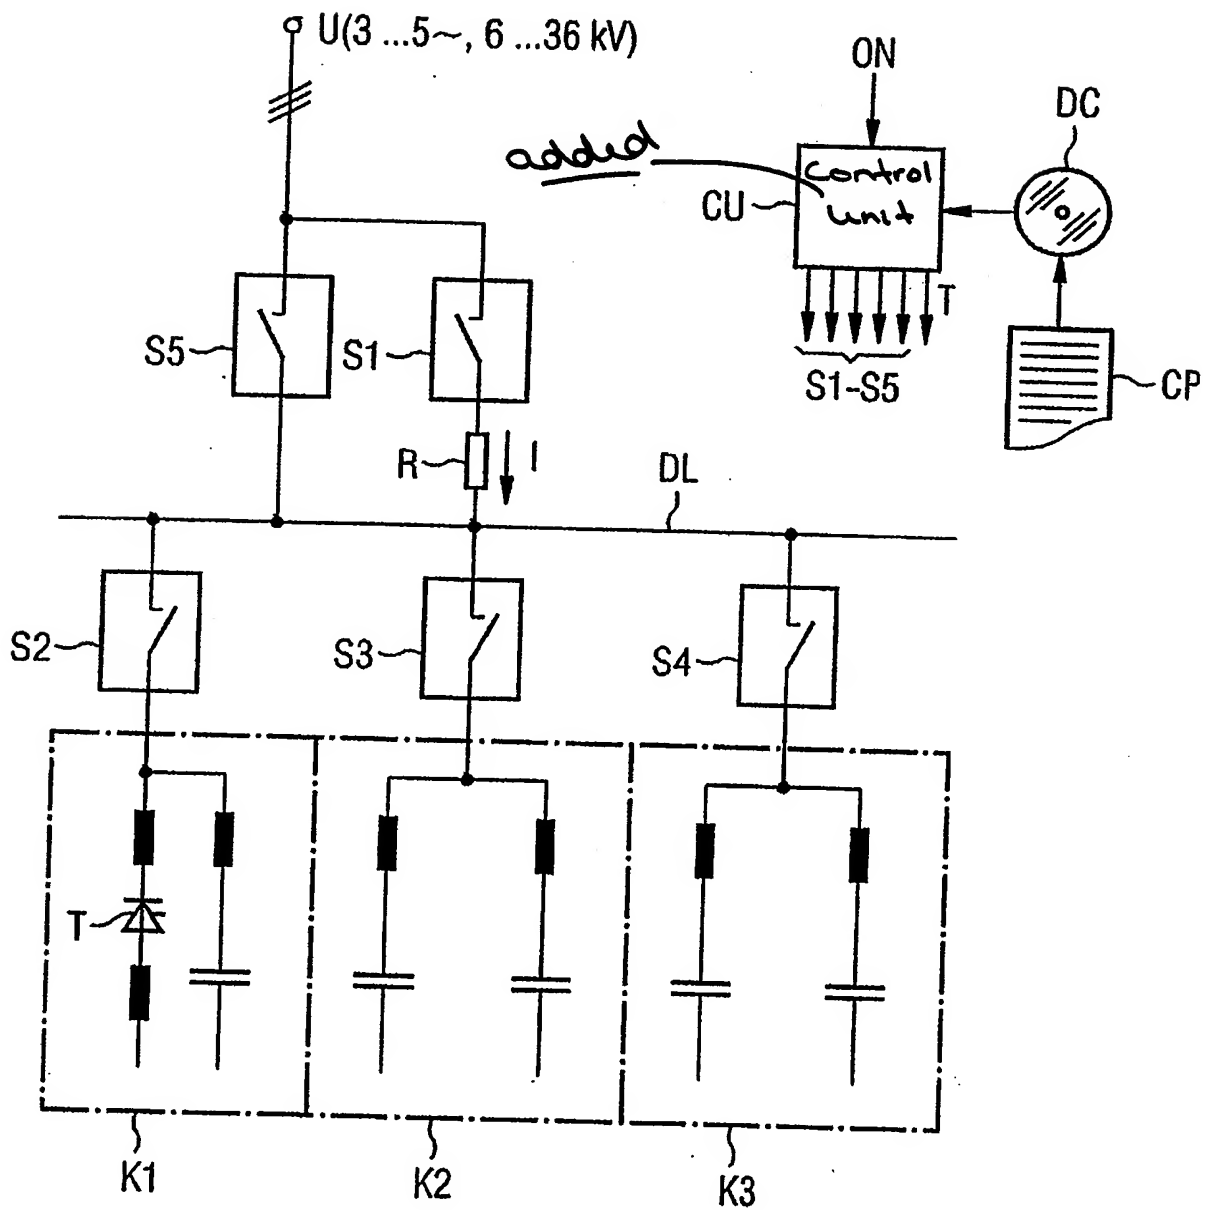 U(3 ...5~, 6 ...36 kV)
ON
DC
added
control
unit
CU
T
S5
S1
S1-S5
CP
R
I
DL
S2
S3
S4
T
K1
K2
K3